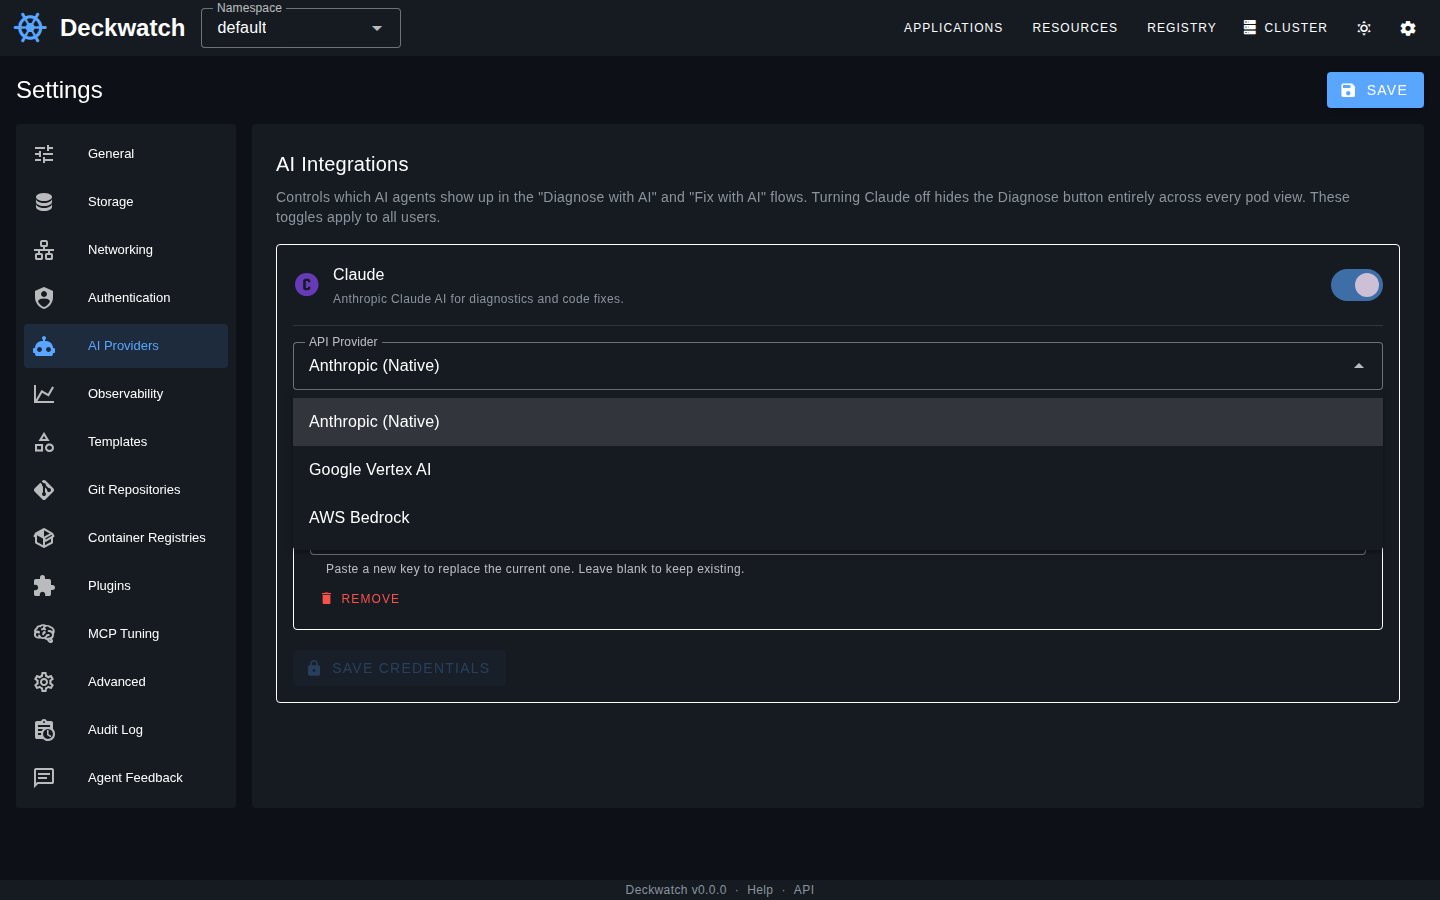 Deckwatch
Namespace
default
APPLICATIONS
RESOURCES
REGISTRY
CLUSTER
Settings
SAVE
General
Storage
Networking
Authentication
AI Providers
Observability
Templates
Git Repositories
Container Registries
Plugins
MCP Tuning
Advanced
Audit Log
Agent Feedback
AI Integrations
Controls which AI agents show up in the "Diagnose with AI" and "Fix with AI" flows. Turning Claude off hides the Diagnose button entirely across every pod view. These
toggles apply to all users.
C
Claude
Anthropic Claude AI for diagnostics and code fixes.
API Provider
Anthropic (Native)
Anthropic (Native)
Google Vertex AI
AWS Bedrock
Paste a new key to replace the current one. Leave blank to keep existing.
REMOVE
SAVE CREDENTIALS
Deckwatch v0.0.0 · Help · API